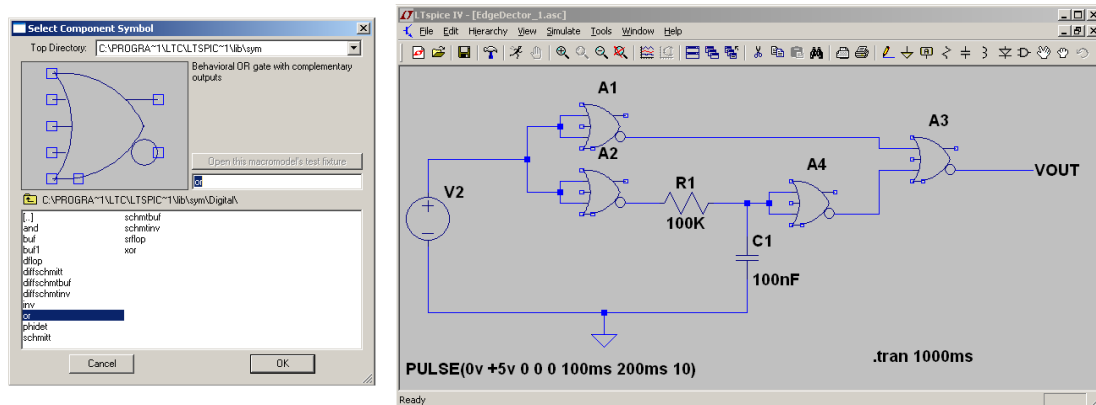 Select Component Symbol
Top Directory: C:\PROGRA~1\LTC\LTSPIC~1\lib\sym
Behavioral OR gate with complementary
outputs
Open this macromodel's test fixture
or
C:\PROGRA~1\LTC\LTSPIC~1\lib\sym\Digital\
[..]
and
buf
buf1
dflop
diffschmitt
diffschmtbuf
diffschmtinv
inv
or
phidet
schmitt
schmtbuf
schmtinv
srflop
xor
Cancel
OK
LTspice IV - [EdgeDector_1.asc]
File Edit Hierarchy View Simulate Tools Window Help
A1
A2
A3
A4
V2
R1
100K
C1
100nF
VOUT
PULSE(0v +5v 0 0 0 100ms 200ms 10)
.tran 1000ms
Ready